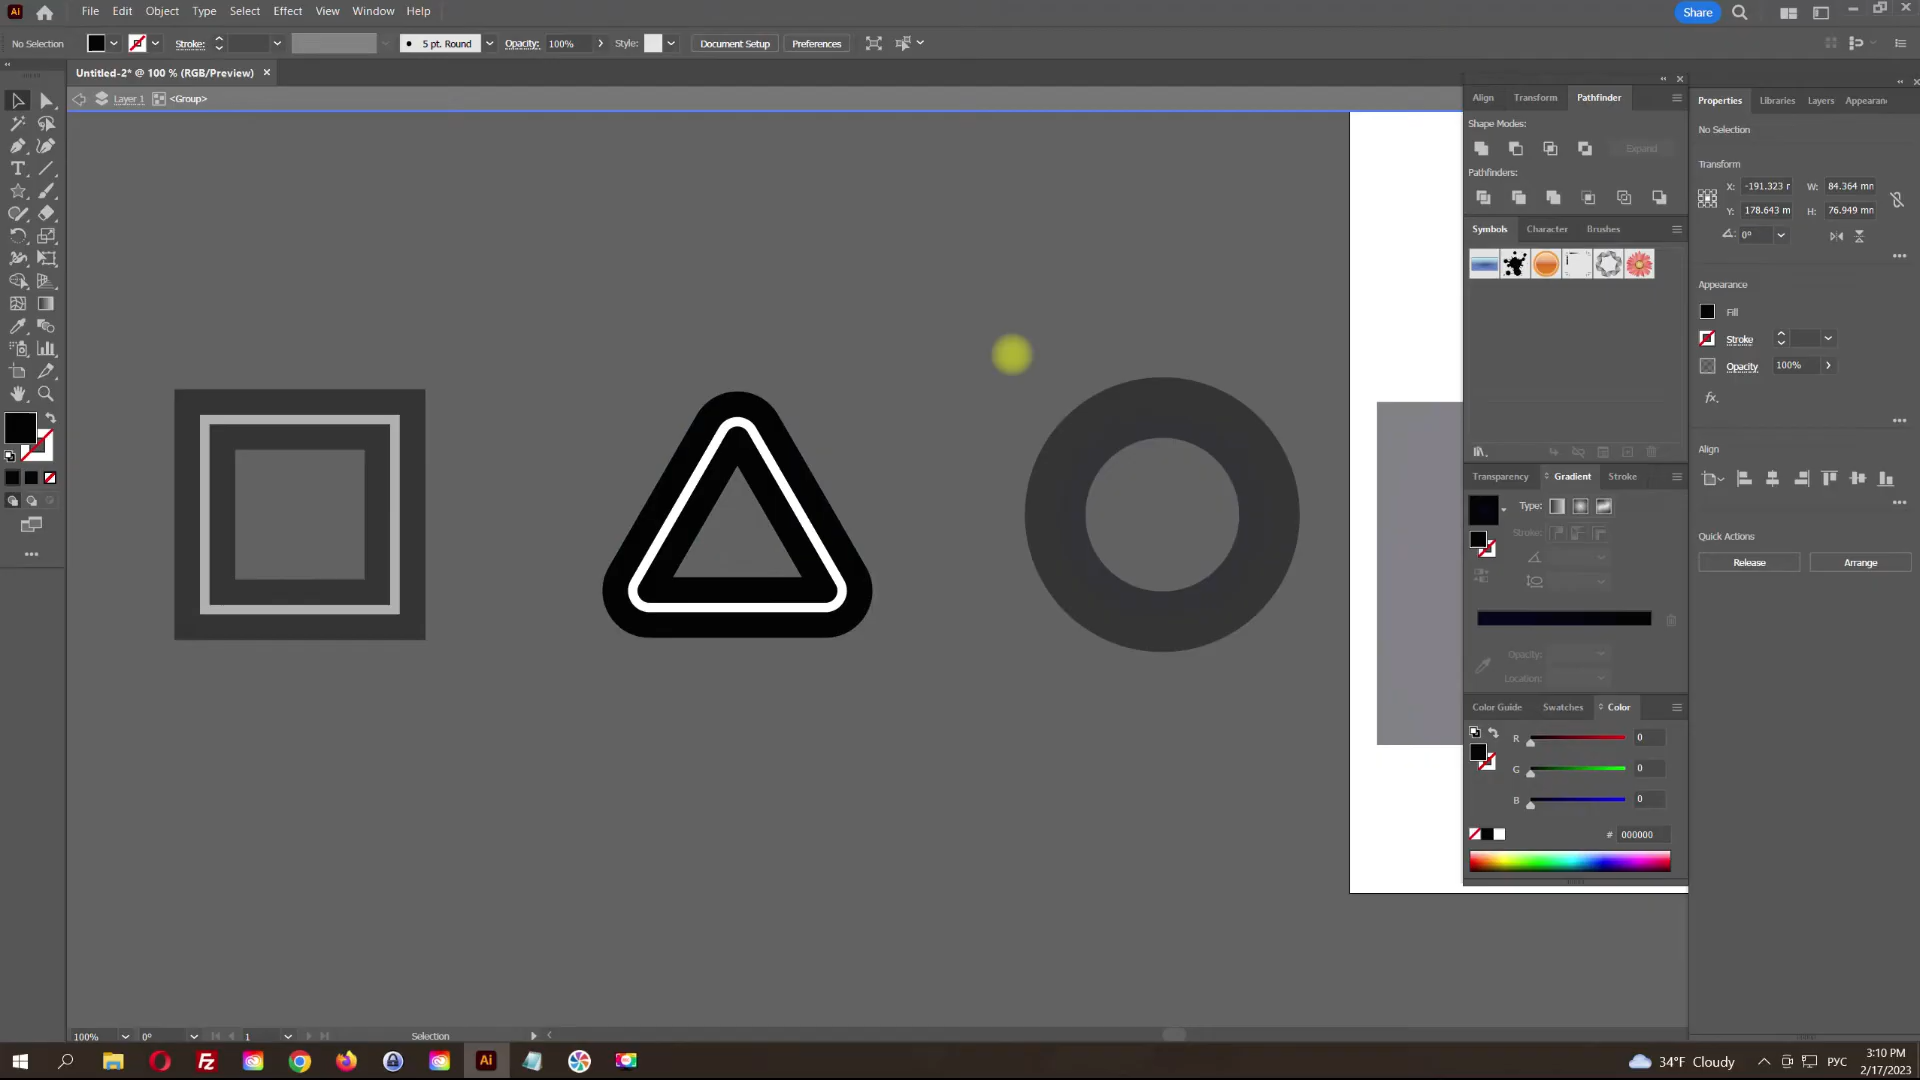 Ai File Edit Object Type Select Effect View Window Help Share
No Selection Stroke: 5 pt. Round Opacity: 100% Style: Document Setup Preferences
Untitled-2* @ 100 % (RGB/Preview) ×
Layer 1 <Group>
Align Transform Pathfinder
Shape Modes:
Expand
Pathfinders:
Symbols Character Brushes
Transparency Gradient Stroke
Type:
Stroke:
Opacity:
Location:
Color Guide Swatches Color
R 0
G 0
B 0
# 000000
Properties Libraries Layers Appearan
No Selection
Transform
X: -191.323 r W: 84.364 mn
Y: 178.643 m H: 76.949 mn
0°
Appearance
Fill
Stroke
Opacity 100%
fx.
Align
Quick Actions
Release Arrange
100% 0° 1 Selection
Ai 34°F Cloudy РУС 3:10 PM
2/17/2023